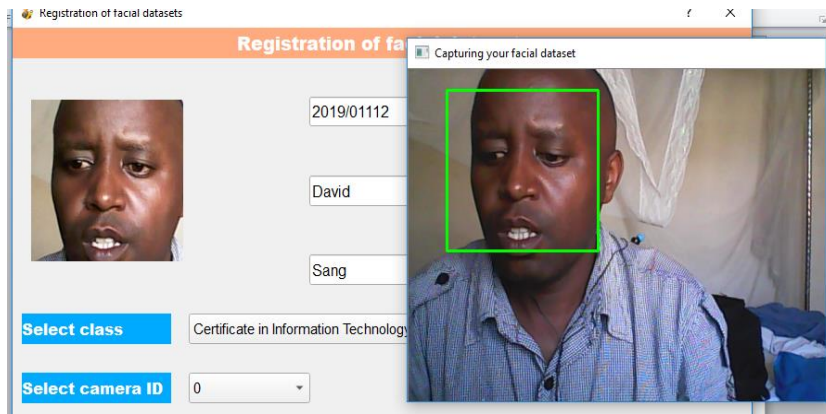 Registration of facial datasets
? X
Registration of fa
Capturing your facial dataset
2019/01112
David
Sang
Select class
Certificate in Information Technology
Select camera ID
0